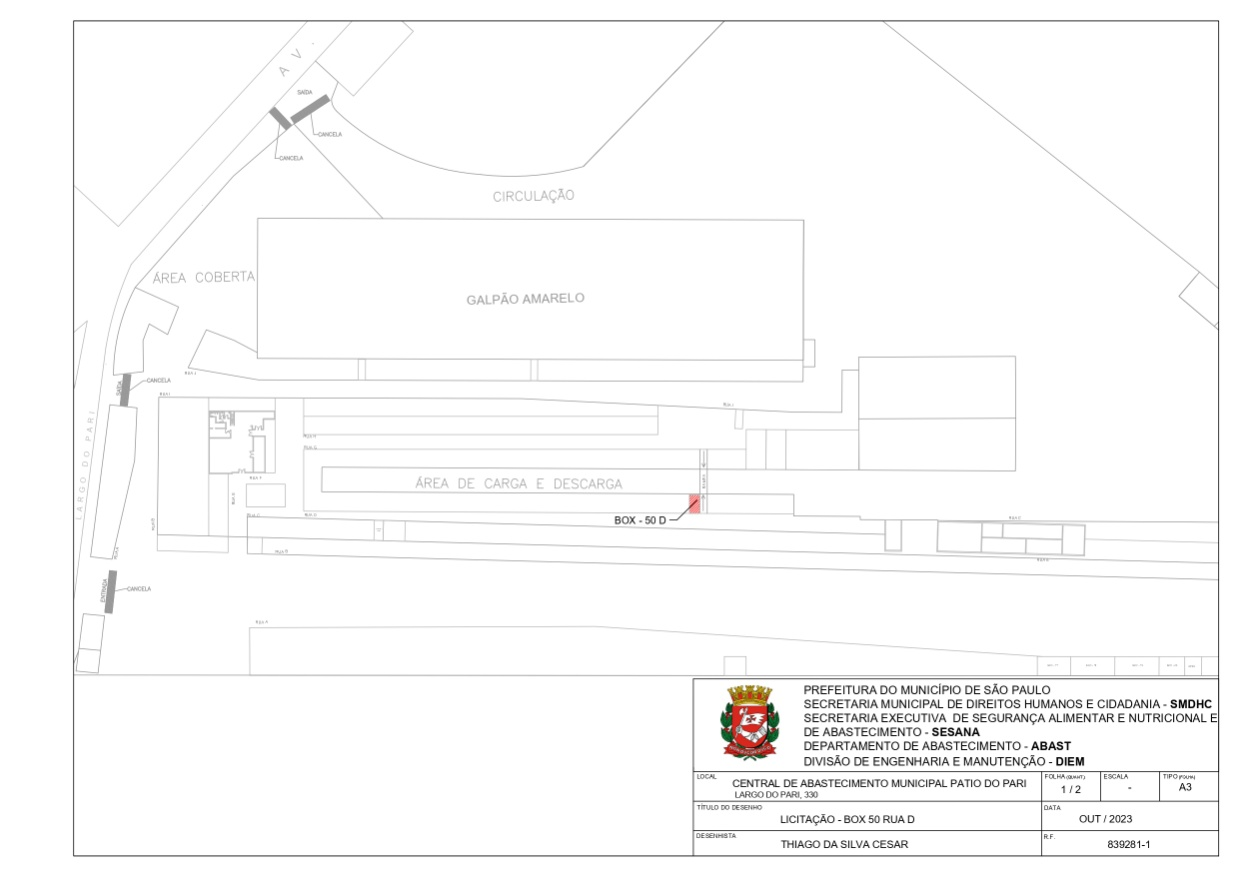 AV.
SAÍDA
CANCELA
CANCELA
CIRCULAÇÃO
ÁREA COBERTA
GALPÃO AMARELO
SAÍDA
CANCELA
LARGO DO PARI
ÁREA DE CARGA E DESCARGA
BOX - 50 D
ENTRADA
CANCELA
PREFEITURA DO MUNICÍPIO DE SÃO PAULO
SECRETARIA MUNICIPAL DE DIREITOS HUMANOS E CIDADANIA - SMDHC
SECRETARIA EXECUTIVA DE SEGURANÇA ALIMENTAR E NUTRICIONAL E
DE ABASTECIMENTO - SESANA
DEPARTAMENTO DE ABASTECIMENTO - ABAST
DIVISÃO DE ENGENHARIA E MANUTENÇÃO - DIEM
LOCAL
CENTRAL DE ABASTECIMENTO MUNICIPAL PATIO DO PARI
LARGO DO PARI, 330
FOLHA (QUANT.)
1 / 2
ESCALA
-
TIPO (FOLHA)
A3
TÍTULO DO DESENHO
LICITAÇÃO - BOX 50 RUA D
DATA
OUT / 2023
DESENHISTA
THIAGO DA SILVA CESAR
R.F.
839281-1